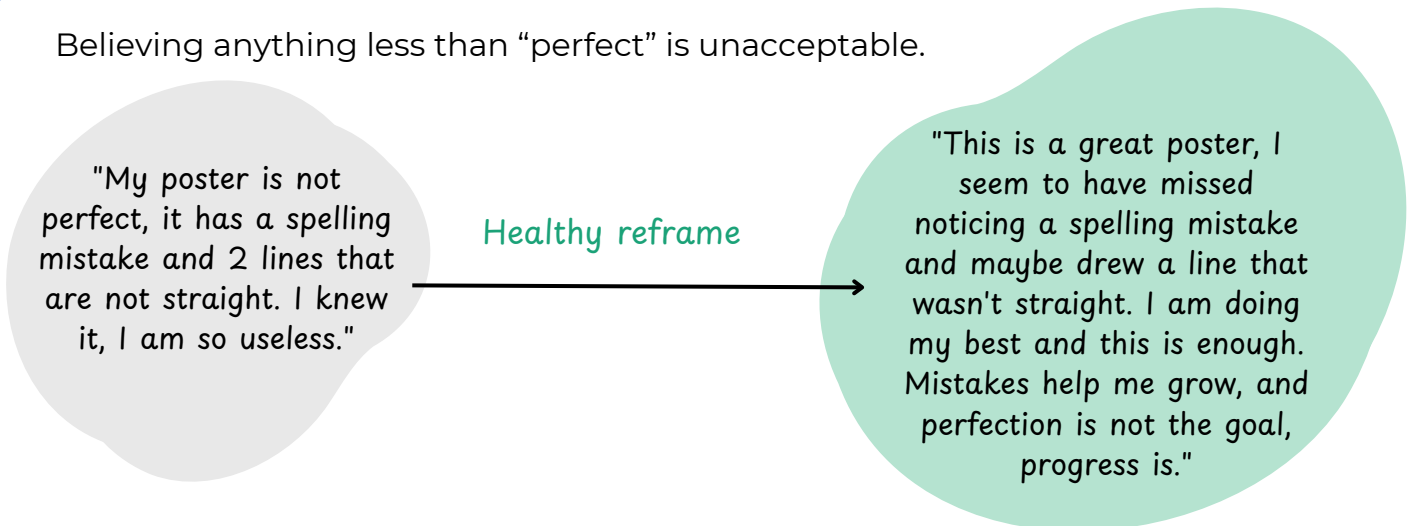 Believing anything less than “perfect” is unacceptable.
"My poster is not
perfect, it has a spelling
mistake and 2 lines that
are not straight. I knew
it, I am so useless."
Healthy reframe
"This is a great poster, I
seem to have missed
noticing a spelling mistake
and maybe drew a line that
wasn't straight. I am doing
my best and this is enough.
Mistakes help me grow, and
perfection is not the goal,
progress is."